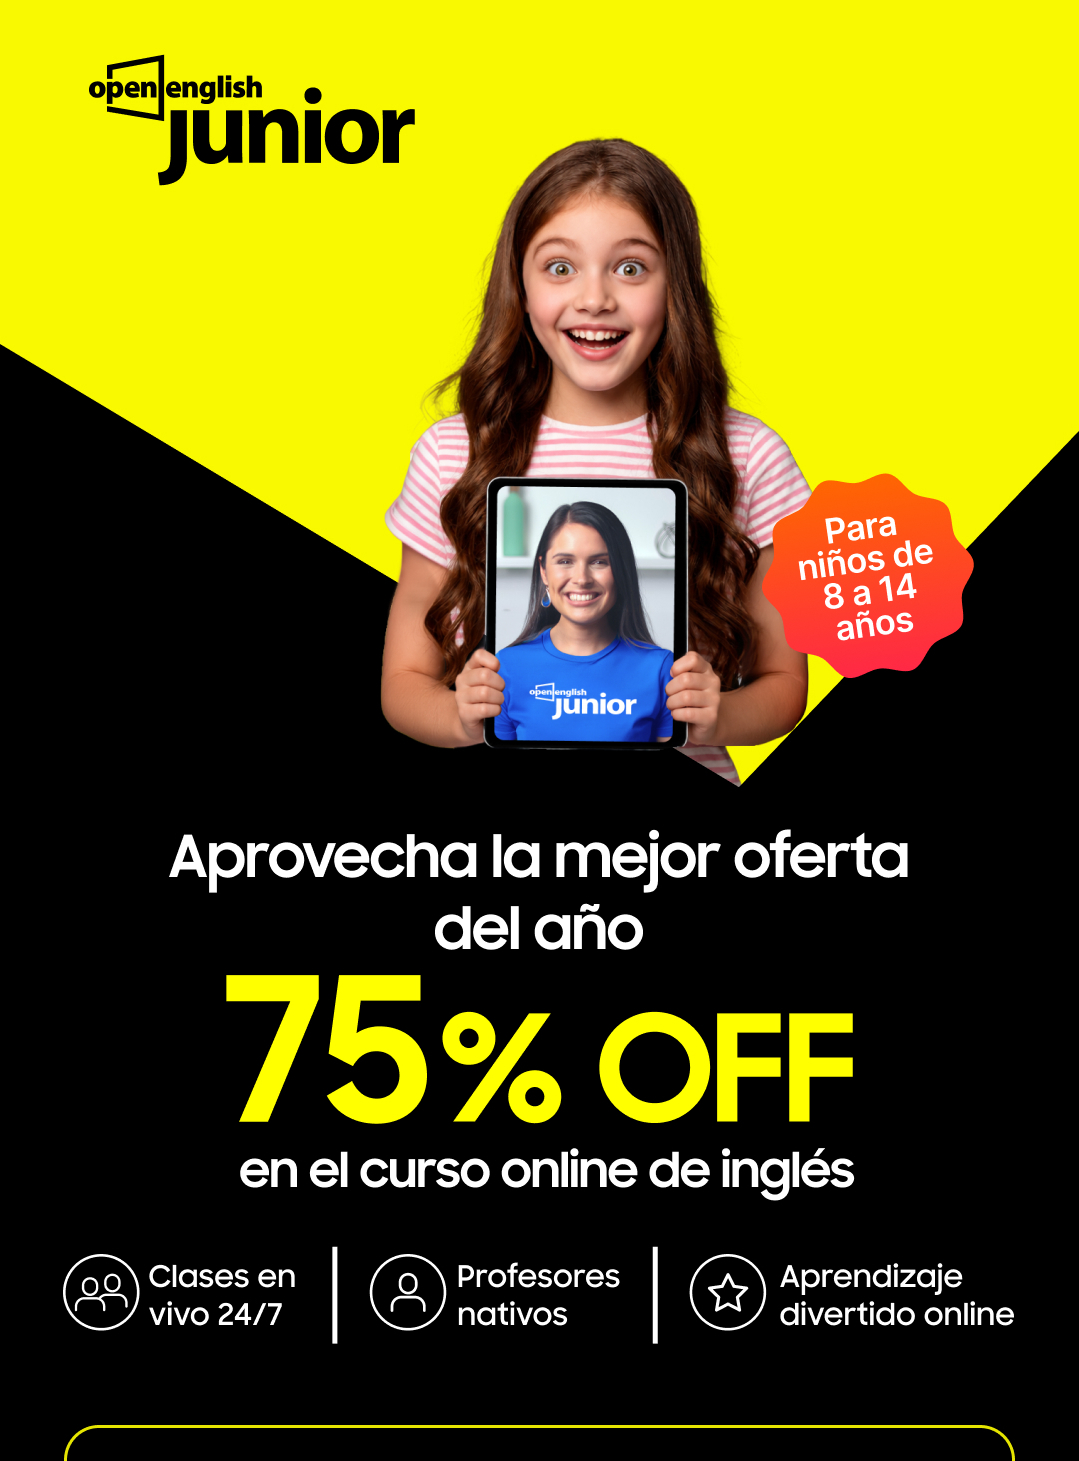 open english
junior
Para
niños de
8 a 14
años
open english
junior
Aprovecha la mejor oferta
del año
75% OFF
en el curso online de inglés
Clases en
vivo 24/7
Profesores
nativos
Aprendizaje
divertido online